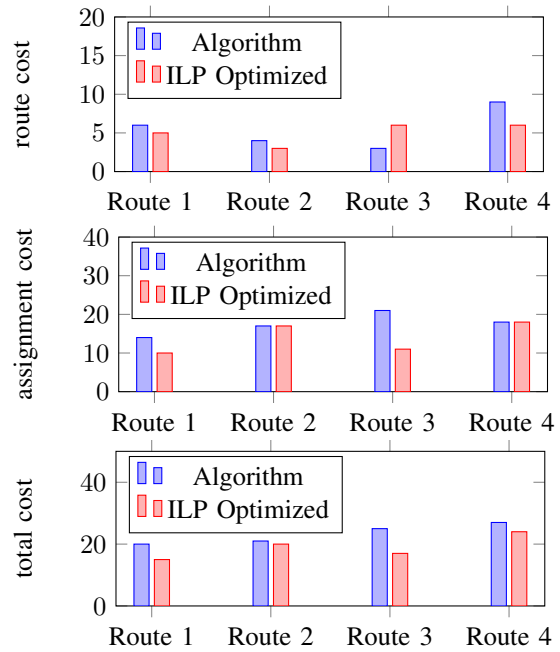 route cost
20
15
10
5
0
Algorithm
ILP Optimized
Route 1 Route 2 Route 3 Route 4
assignment cost
40
30
20
10
0
Algorithm
ILP Optimized
Route 1 Route 2 Route 3 Route 4
total cost
40
20
0
Algorithm
ILP Optimized
Route 1 Route 2 Route 3 Route 4